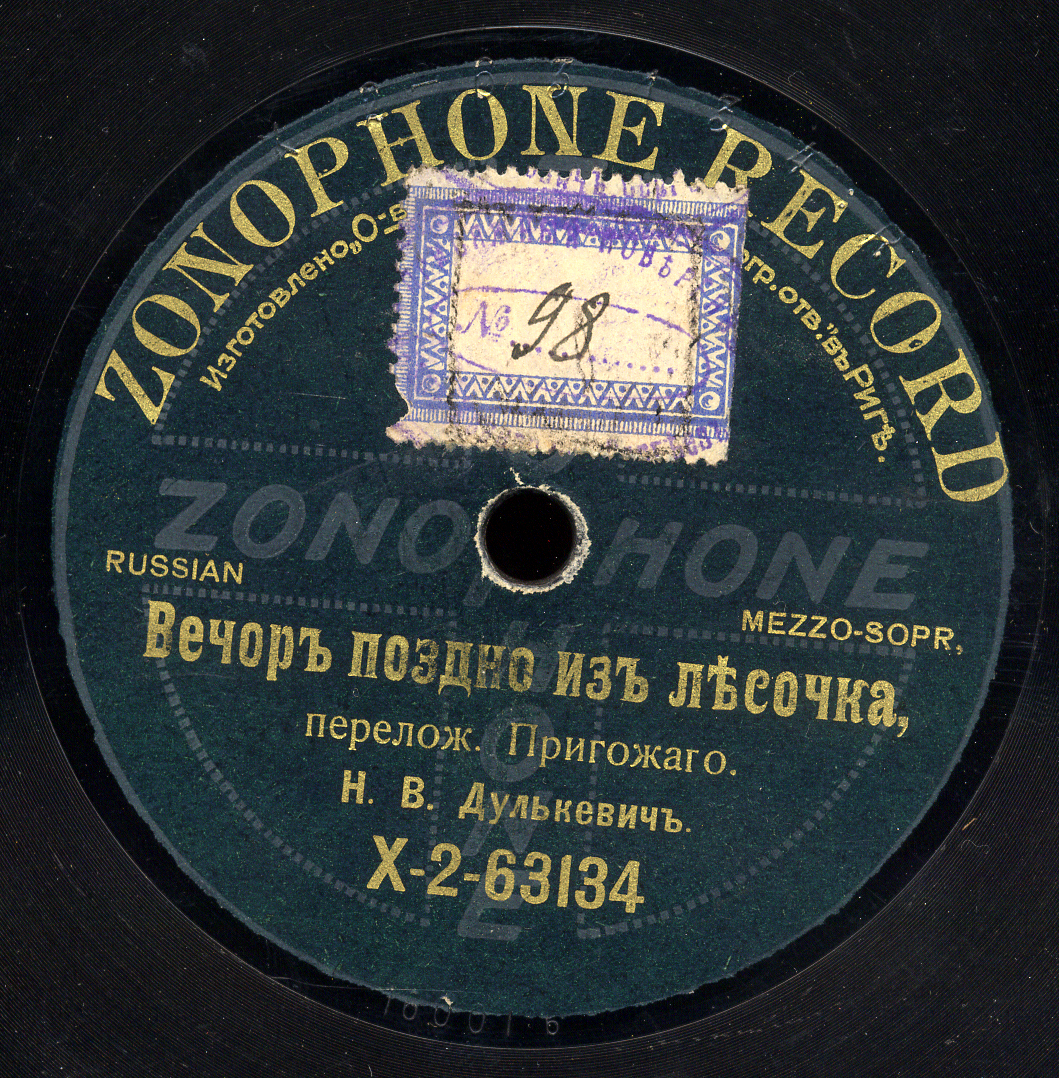 ZONOPHONE RECORD
Изготовлено „О-в огр. отв." въ Ригѣ.
№ 98
ZONOPHONE
RUSSIAN
MEZZO-SOPR,
Вечоръ поздно изъ лѣсочка,
перелож. Пригожаго.
Н. В. Дулькевичъ.
X-2-63134